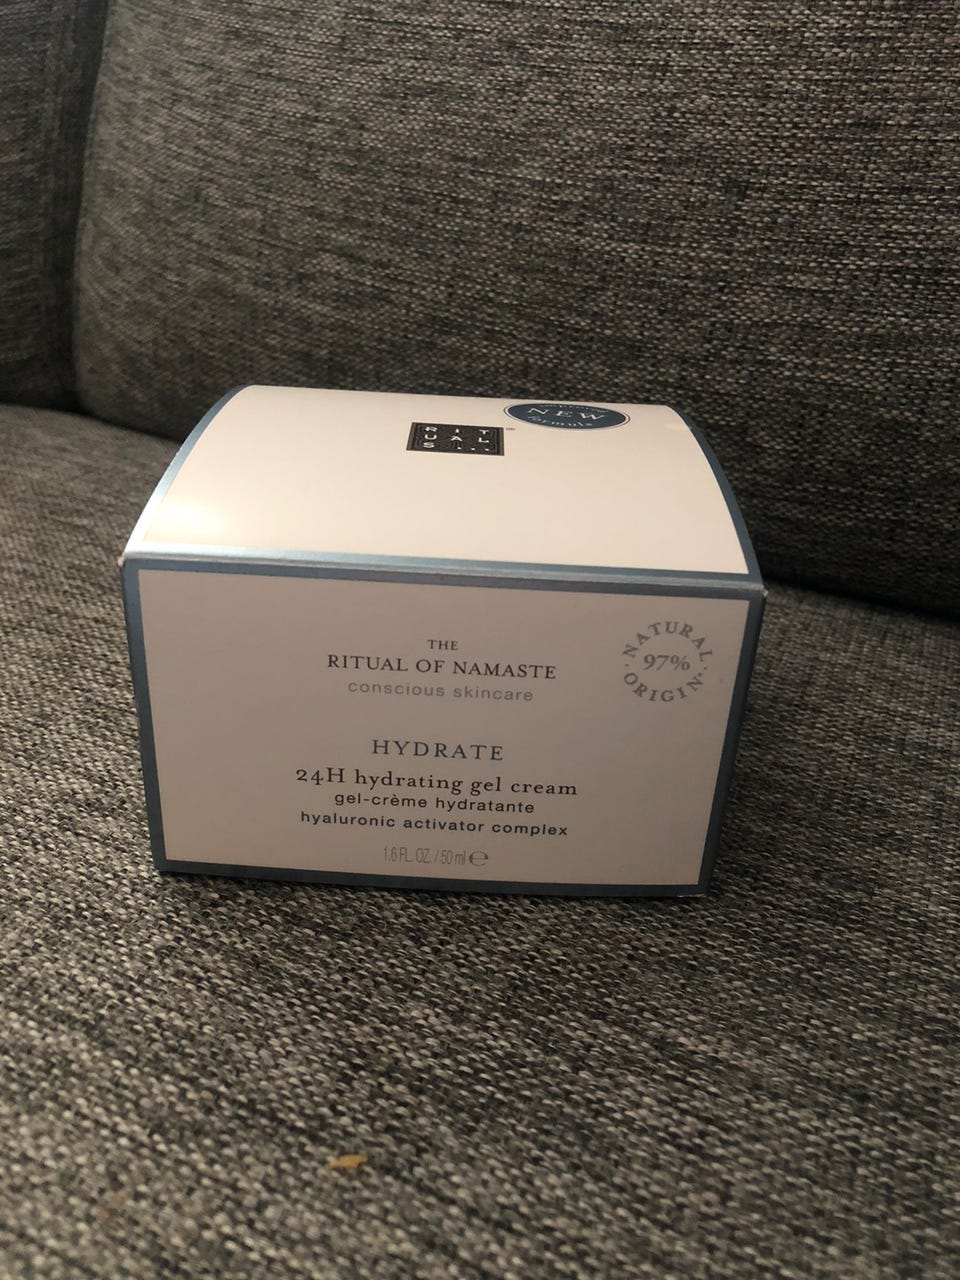 RIT
UAL
S...®
NEW
formula
THE
RITUAL OF NAMASTE
conscious skincare
NATURAL
97%
ORIGIN*
HYDRATE
24H hydrating gel cream
gel-crème hydratante
hyaluronic activator complex
1.6 FL. OZ. / 50 ml ℮